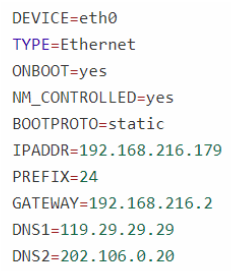 DEVICE=eth0
TYPE=Ethernet
ONBOOT=yes
NM_CONTROLLED=yes
BOOTPROTO=static
IPADDR=192.168.216.179
PREFIX=24
GATEWAY=192.168.216.2
DNS1=119.29.29.29
DNS2=202.106.0.20